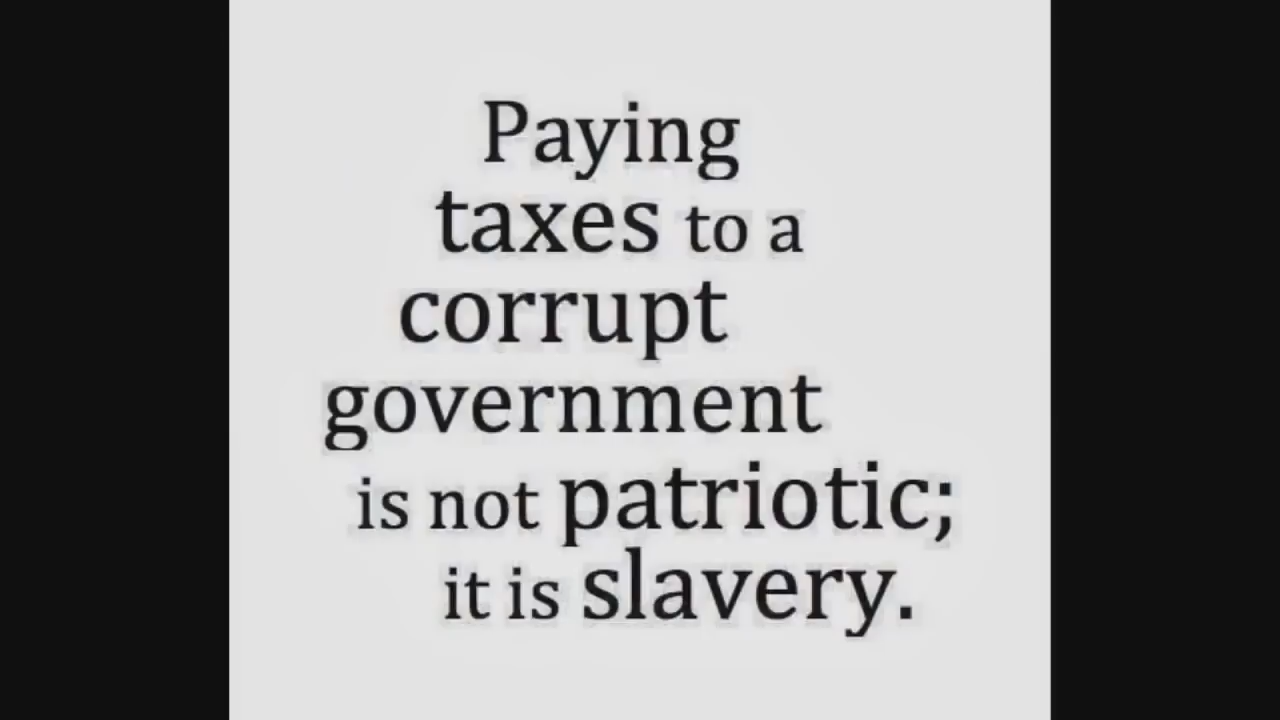 Paying
taxes to a
corrupt
government
is not patriotic;
it is slavery.